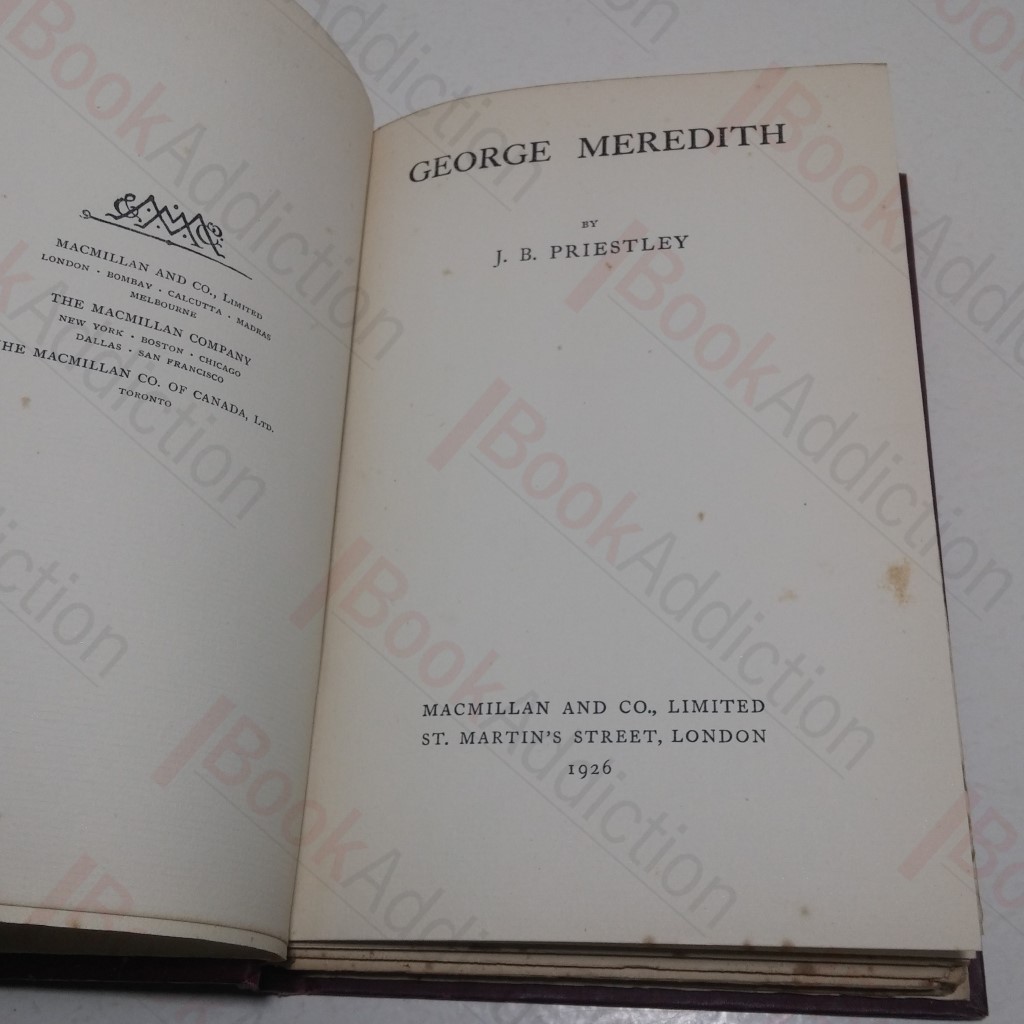 MACMILLAN AND CO., LIMITED
LONDON · BOMBAY · CALCUTTA · MADRAS
MELBOURNE
THE MACMILLAN COMPANY
NEW YORK · BOSTON · CHICAGO
DALLAS · SAN FRANCISCO
THE MACMILLAN CO. OF CANADA, LTD.
TORONTO
GEORGE MEREDITH
BY
J. B. PRIESTLEY
MACMILLAN AND CO., LIMITED
ST. MARTIN'S STREET, LONDON
1926
BookAddiction